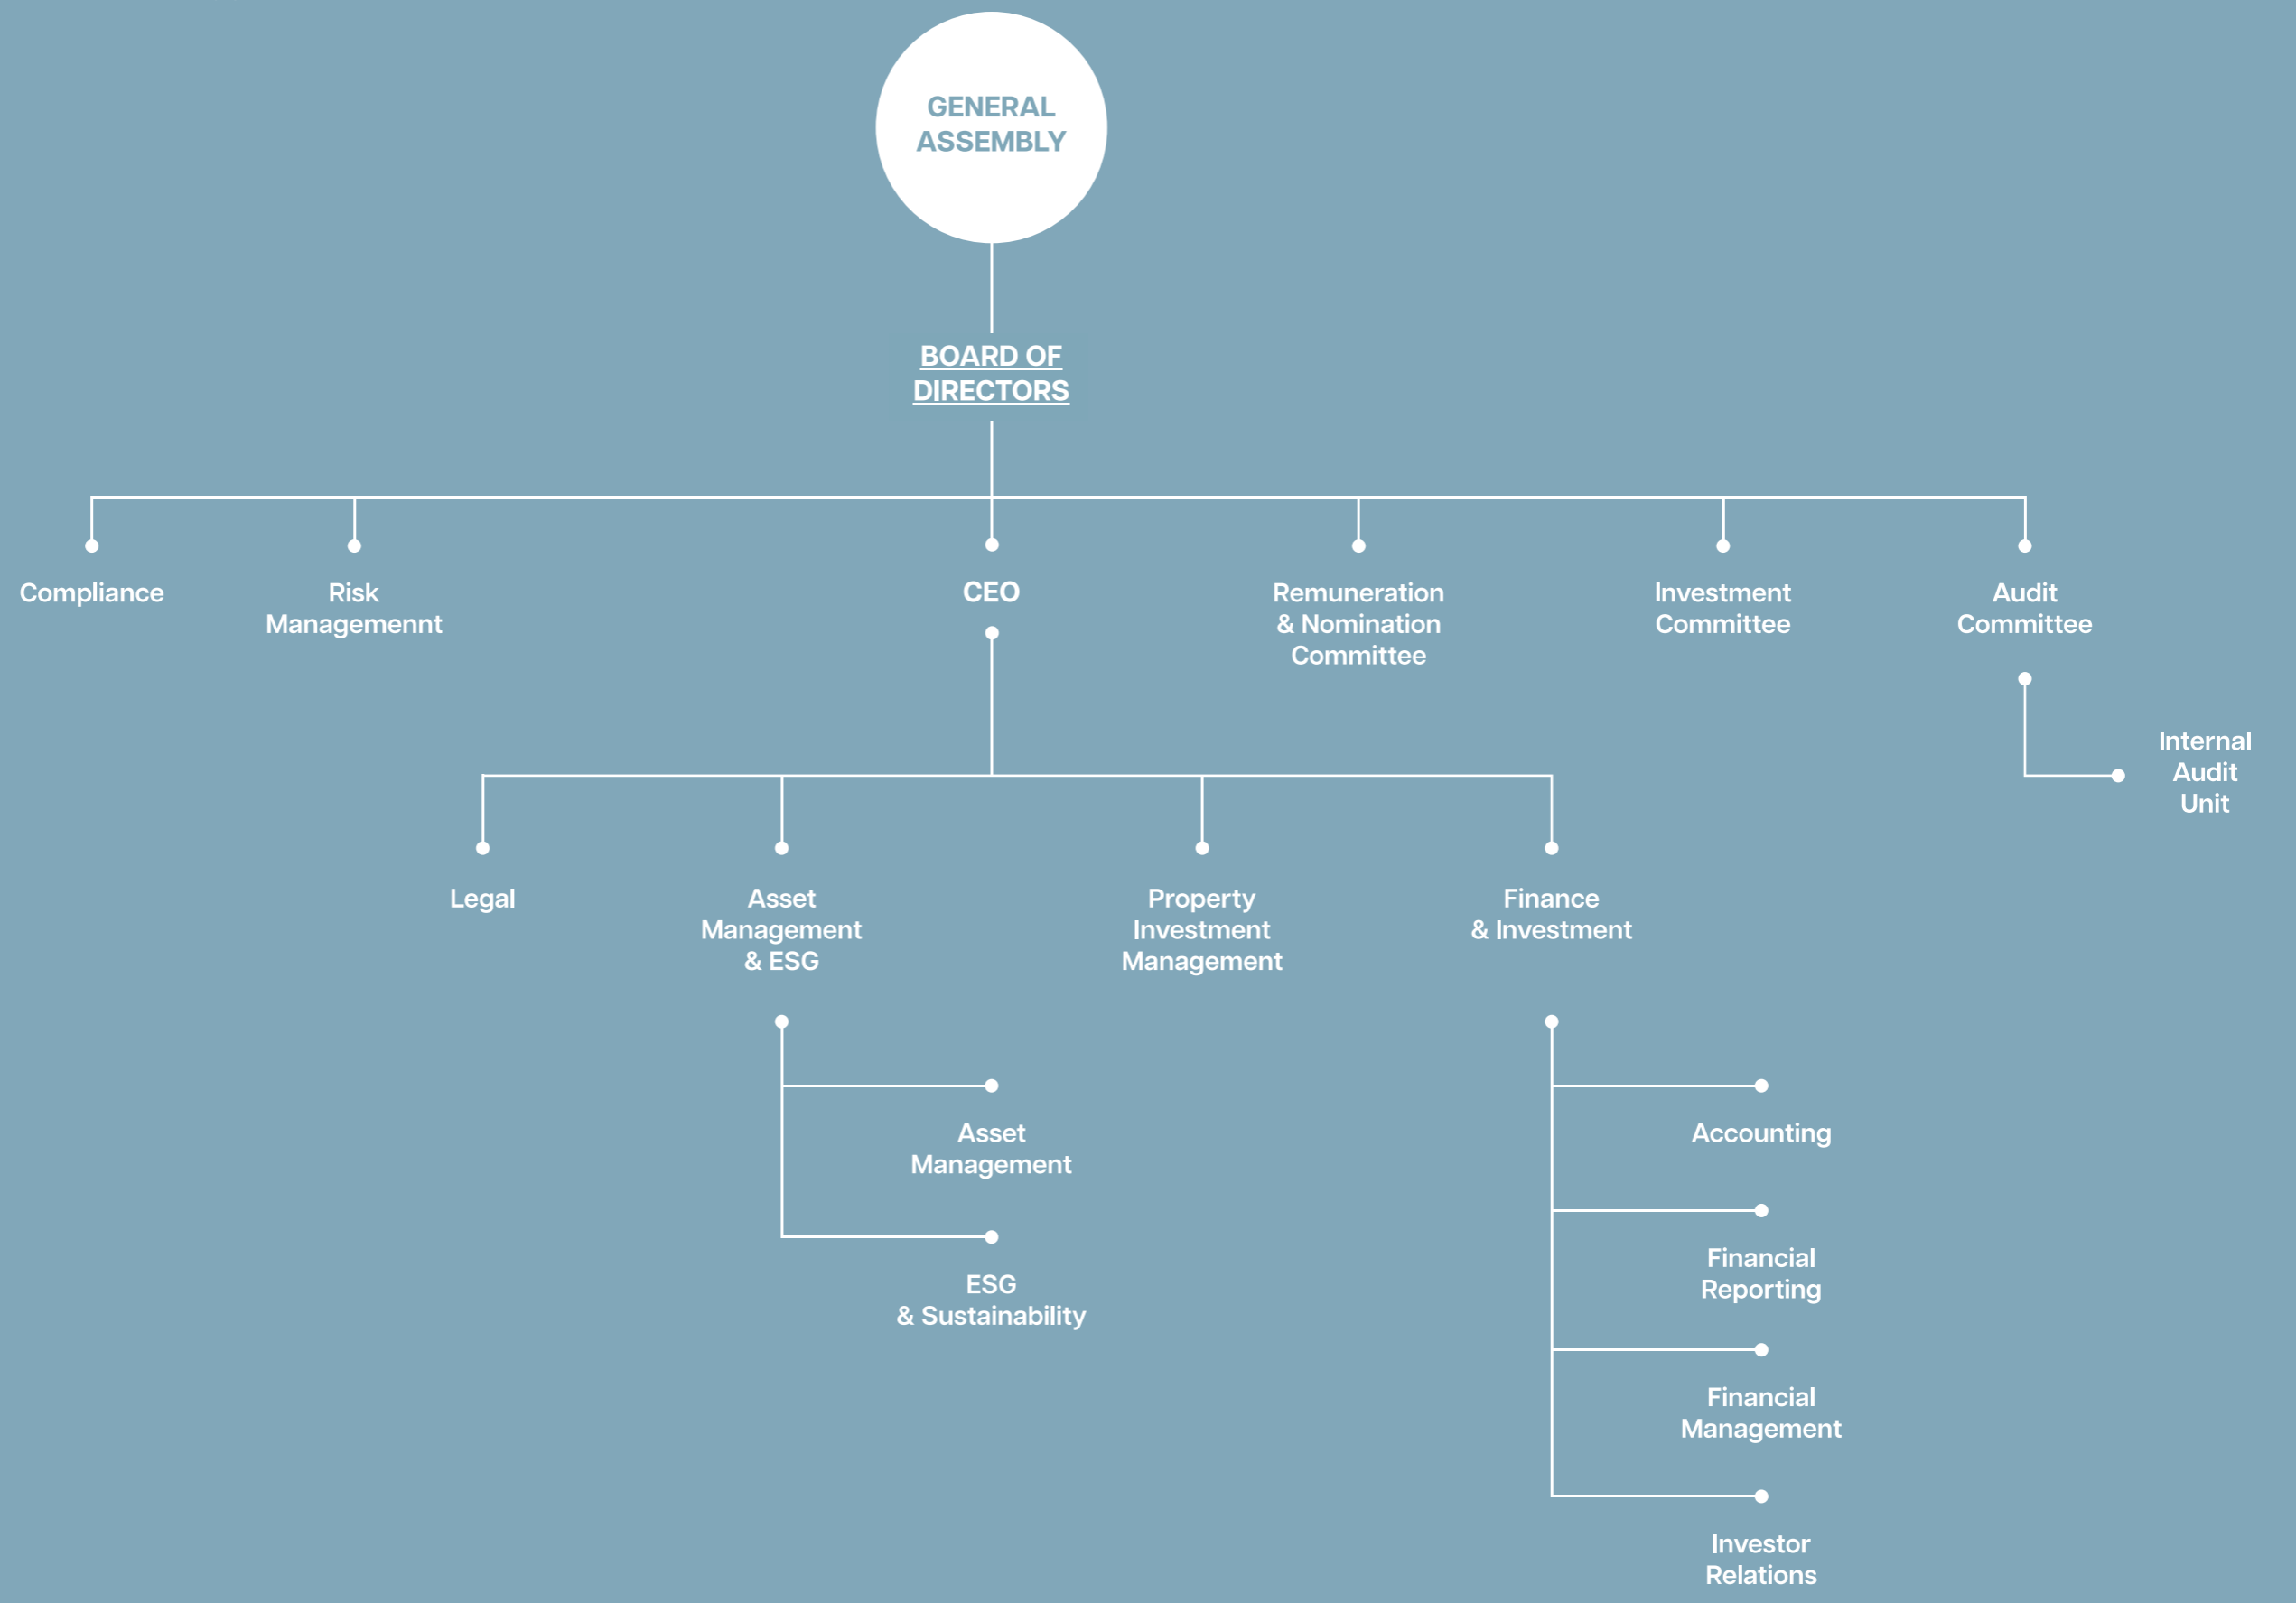 GENERAL
ASSEMBLY
BOARD OF
DIRECTORS
Compliance
Risk
Managemennt
CEO
Remuneration
& Nomination
Committee
Investment
Committee
Audit
Committee
Internal
Audit
Unit
Legal
Asset
Management
& ESG
Property
Investment
Management
Finance
& Investment
Asset
Management
ESG
& Sustainability
Accounting
Financial
Reporting
Financial
Management
Investor
Relations